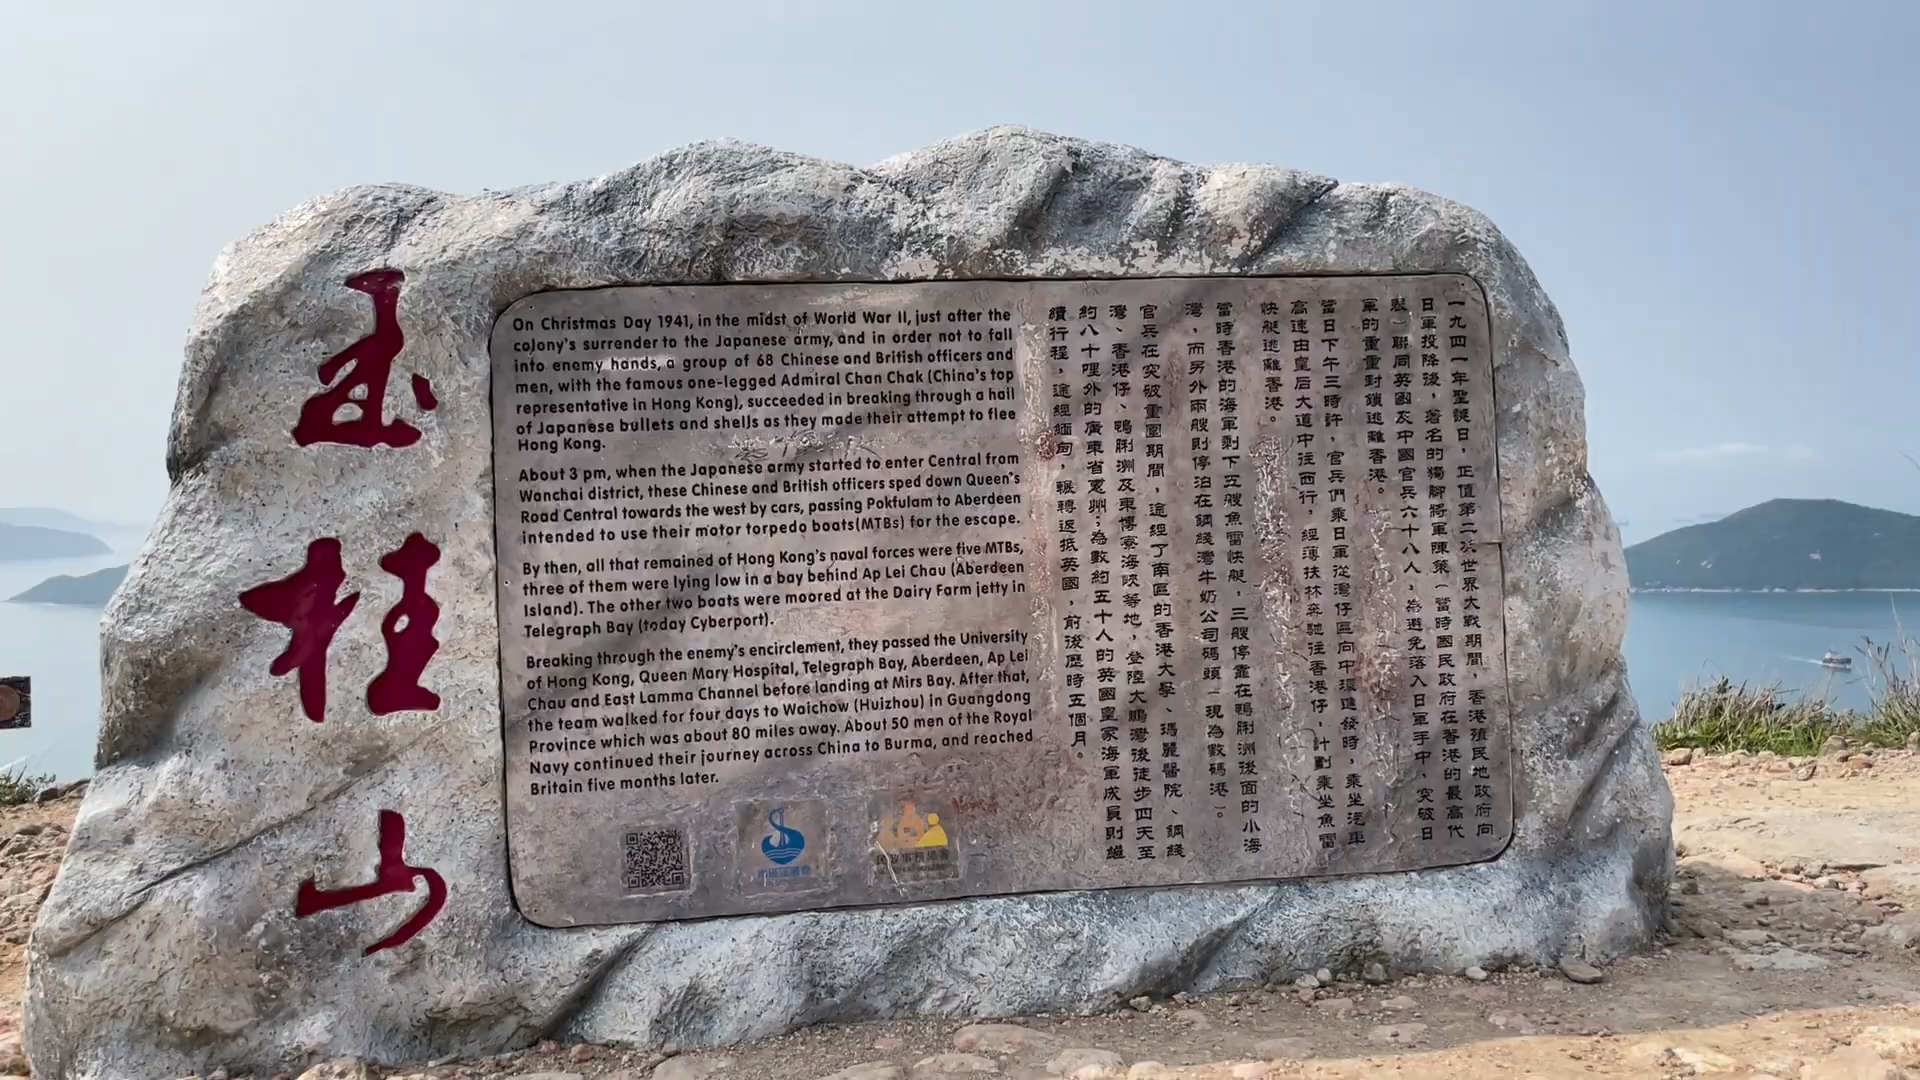 玉桂山
On Christmas Day 1941, in the midst of World War II, just after the
colony's surrender to the Japanese army, and in order not to fall
into enemy hands, a group of 68 Chinese and British officers and
men, with the famous one-legged Admiral Chan Chak (China's top
representative in Hong Kong), succeeded in breaking through a hail
of Japanese bullets and shells as they made their attempt to flee
Hong Kong.
About 3 pm, when the Japanese army started to enter Central from
Wanchai district, these Chinese and British officers sped down Queen's
Road Central towards the west by cars, passing Pokfulam to Aberdeen
intended to use their motor torpedo boats(MTBs) for the escape.
By then, all that remained of Hong Kong's naval forces were five MTBs,
three of them were lying low in a bay behind Ap Lei Chau (Aberdeen
Island). The other two boats were moored at the Dairy Farm jetty in
Telegraph Bay (today Cyberport).
Breaking through the enemy's encirclement, they passed the University
of Hong Kong, Queen Mary Hospital, Telegraph Bay, Aberdeen, Ap Lei
Chau and East Lamma Channel before landing at Mirs Bay. After that,
the team walked for four days to Waichow (Huizhou) in Guangdong
Province which was about 80 miles away. About 50 men of the Royal
Navy continued their journey across China to Burma, and reached
Britain five months later.
一九四一年聖誕日，正值第二次世界大戰期間，香港殖民地政府向
日軍投降後，著名的獨腳將軍陳策（當時國民政府在香港的最高代
表）聯同英國及中國官兵六十八人，為避免落入日軍手中，突破日
軍的重重封鎖逃離香港。
當日下午三時許，官兵們乘日軍從灣仔區向中環進發時，乘坐汽車
高速由皇后大道中往西行，經薄扶林奔馳往香港仔，計劃乘坐魚雷
快艇逃離香港。
當時香港的海軍剩下五艘魚雷快艇，三艘停靠在鴨脷洲後面的小海
灣，而另外兩艘則停泊在鋼綫灣牛奶公司碼頭（現為數碼港）。
官兵在突破重圍期間，途經了南區的香港大學、瑪麗醫院、鋼綫
灣、香港仔、鴨脷洲及東博寮海峽等地，登陸大鵬灣後徒步四天至
約八十哩外的廣東省惠州；為數約五十人的英國皇家海軍成員則繼
續行程，途經緬甸，輾轉返抵英國，前後歷時五個月。
南區區議會
民政事務總署